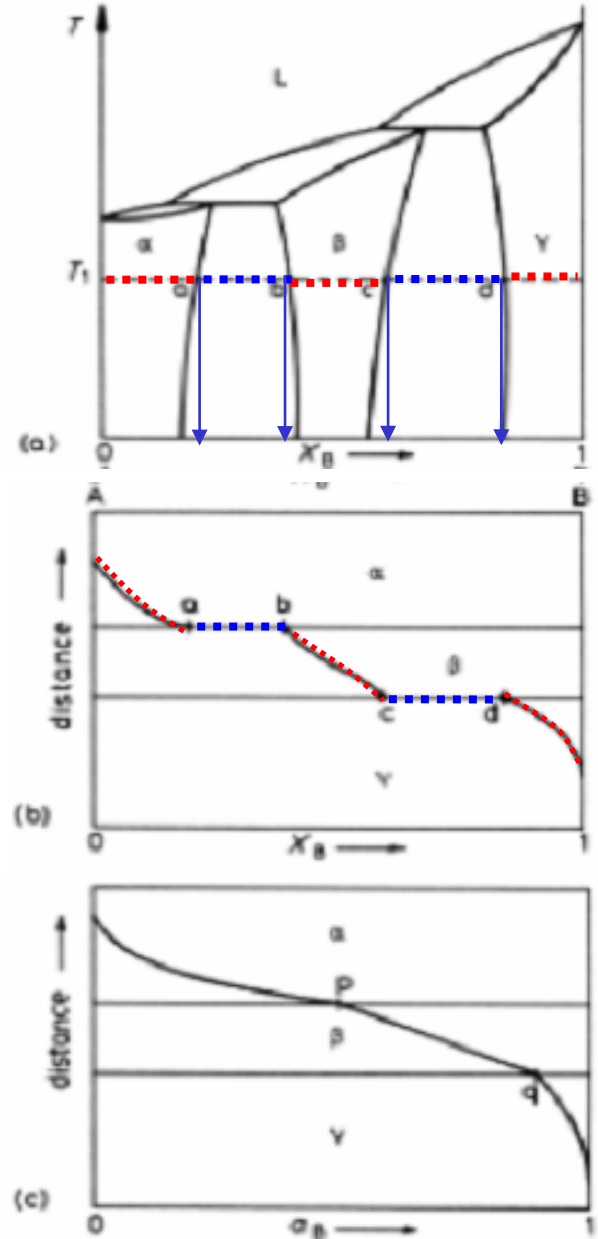 T
L
α β γ
T₁
a b c d
(a)
0 X_B 1
A B
α
a b
distance
β
c d
γ
(b)
0 X_B 1
α
p
distance
β
q
γ
(c)
0 a_B 1